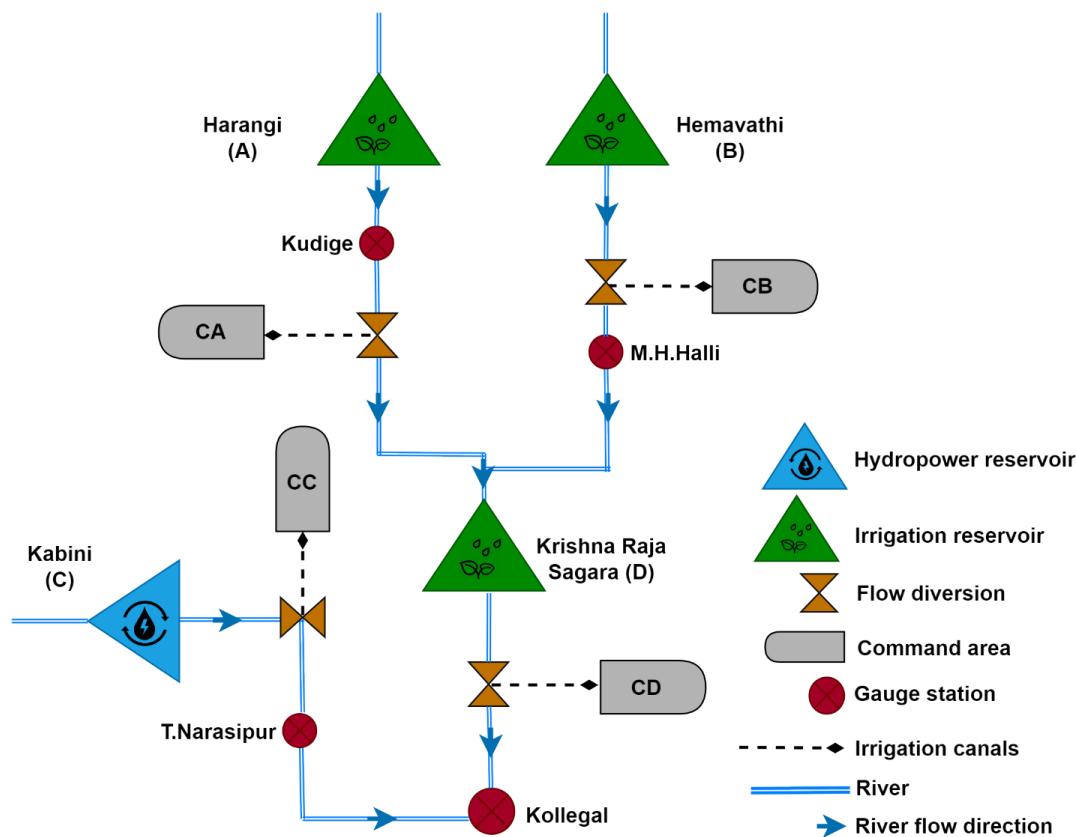 Harangi
(A)
Hemavathi
(B)
Kudige
CB
CA
M.H.Halli
CC
Hydropower reservoir
Krishna Raja
Sagara (D)
Irrigation reservoir
Kabini
(C)
Flow diversion
Command area
CD
Gauge station
T.Narasipur
Irrigation canals
River
Kollegal
River flow direction